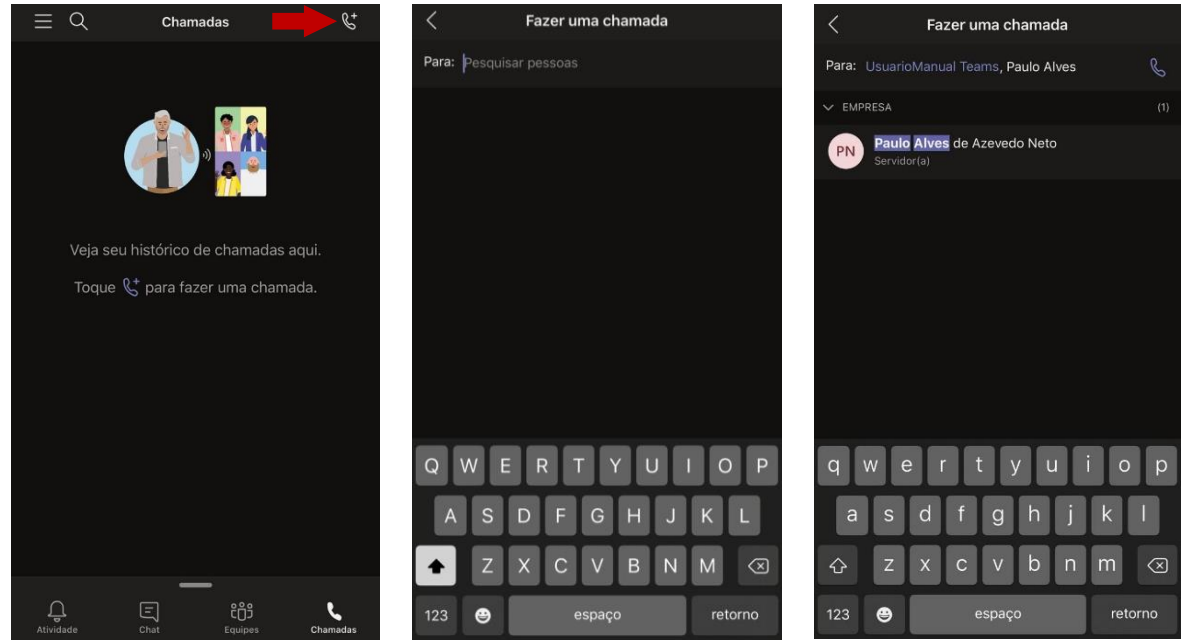 Chamadas
Veja seu histórico de chamadas aqui.
Toque para fazer uma chamada.
Atividade
Chat
Equipes
Chamadas
Fazer uma chamada
Para: Pesquisar pessoas
Q W E R T Y U I O P
A S D F G H J K L
Z X C V B N M
123 espaço retorno
Fazer uma chamada
Para: UsuarioManual Teams, Paulo Alves
EMPRESA (1)
PN
Paulo Alves de Azevedo Neto
Servidor(a)
q w e r t y u i o p
a s d f g h j k l
z x c v b n m
123 espaço retorno